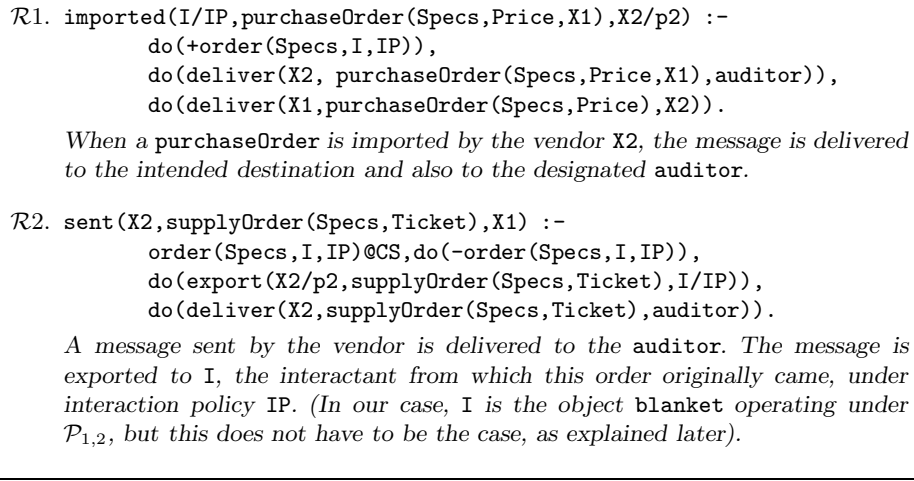 R1. imported(I/IP,purchaseOrder(Specs,Price,X1),X2/p2) :-
do(+order(Specs,I,IP)),
do(deliver(X2, purchaseOrder(Specs,Price,X1),auditor)),
do(deliver(X1,purchaseOrder(Specs,Price),X2)).
When a purchaseOrder is imported by the vendor X2, the message is delivered
to the intended destination and also to the designated auditor.
R2. sent(X2,supplyOrder(Specs,Ticket),X1) :-
order(Specs,I,IP)@CS,do(-order(Specs,I,IP)),
do(export(X2/p2,supplyOrder(Specs,Ticket),I/IP)),
do(deliver(X2,supplyOrder(Specs,Ticket),auditor)).
A message sent by the vendor is delivered to the auditor. The message is
exported to I, the interactant from which this order originally came, under
interaction policy IP. (In our case, I is the object blanket operating under
P1,2, but this does not have to be the case, as explained later).